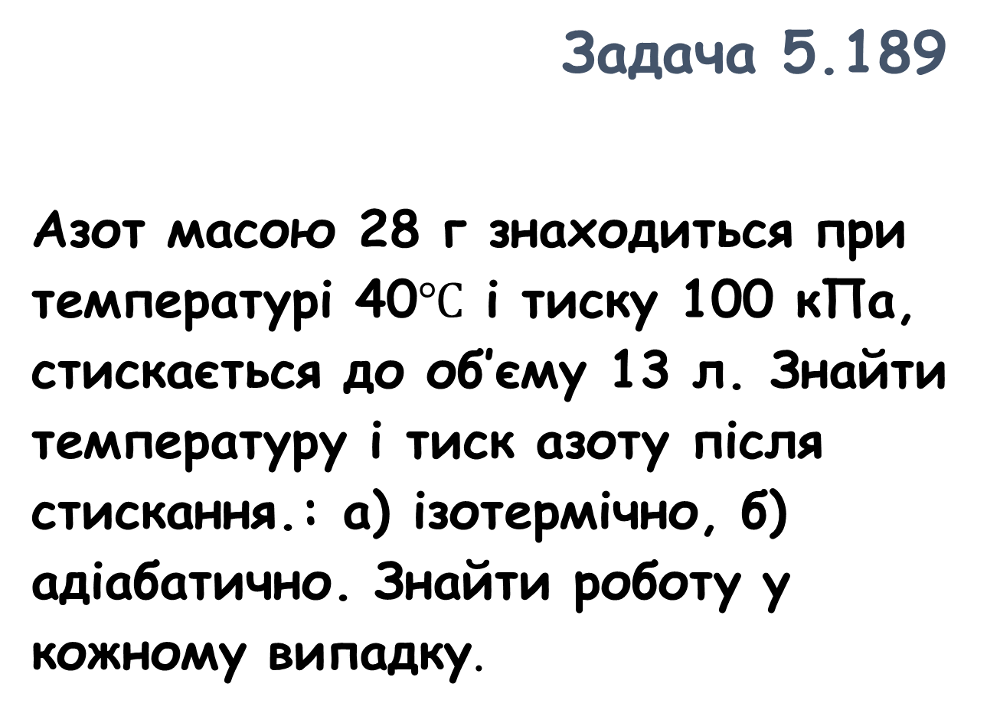 Задача 5.189
Азот масою 28 г знаходиться при
температурі 40℃ і тиску 100 кПа,
стискається до об’єму 13 л. Знайти
температуру і тиск азоту після
стискання.: а) ізотермічно, б)
адіабатично. Знайти роботу у
кожному випадку.